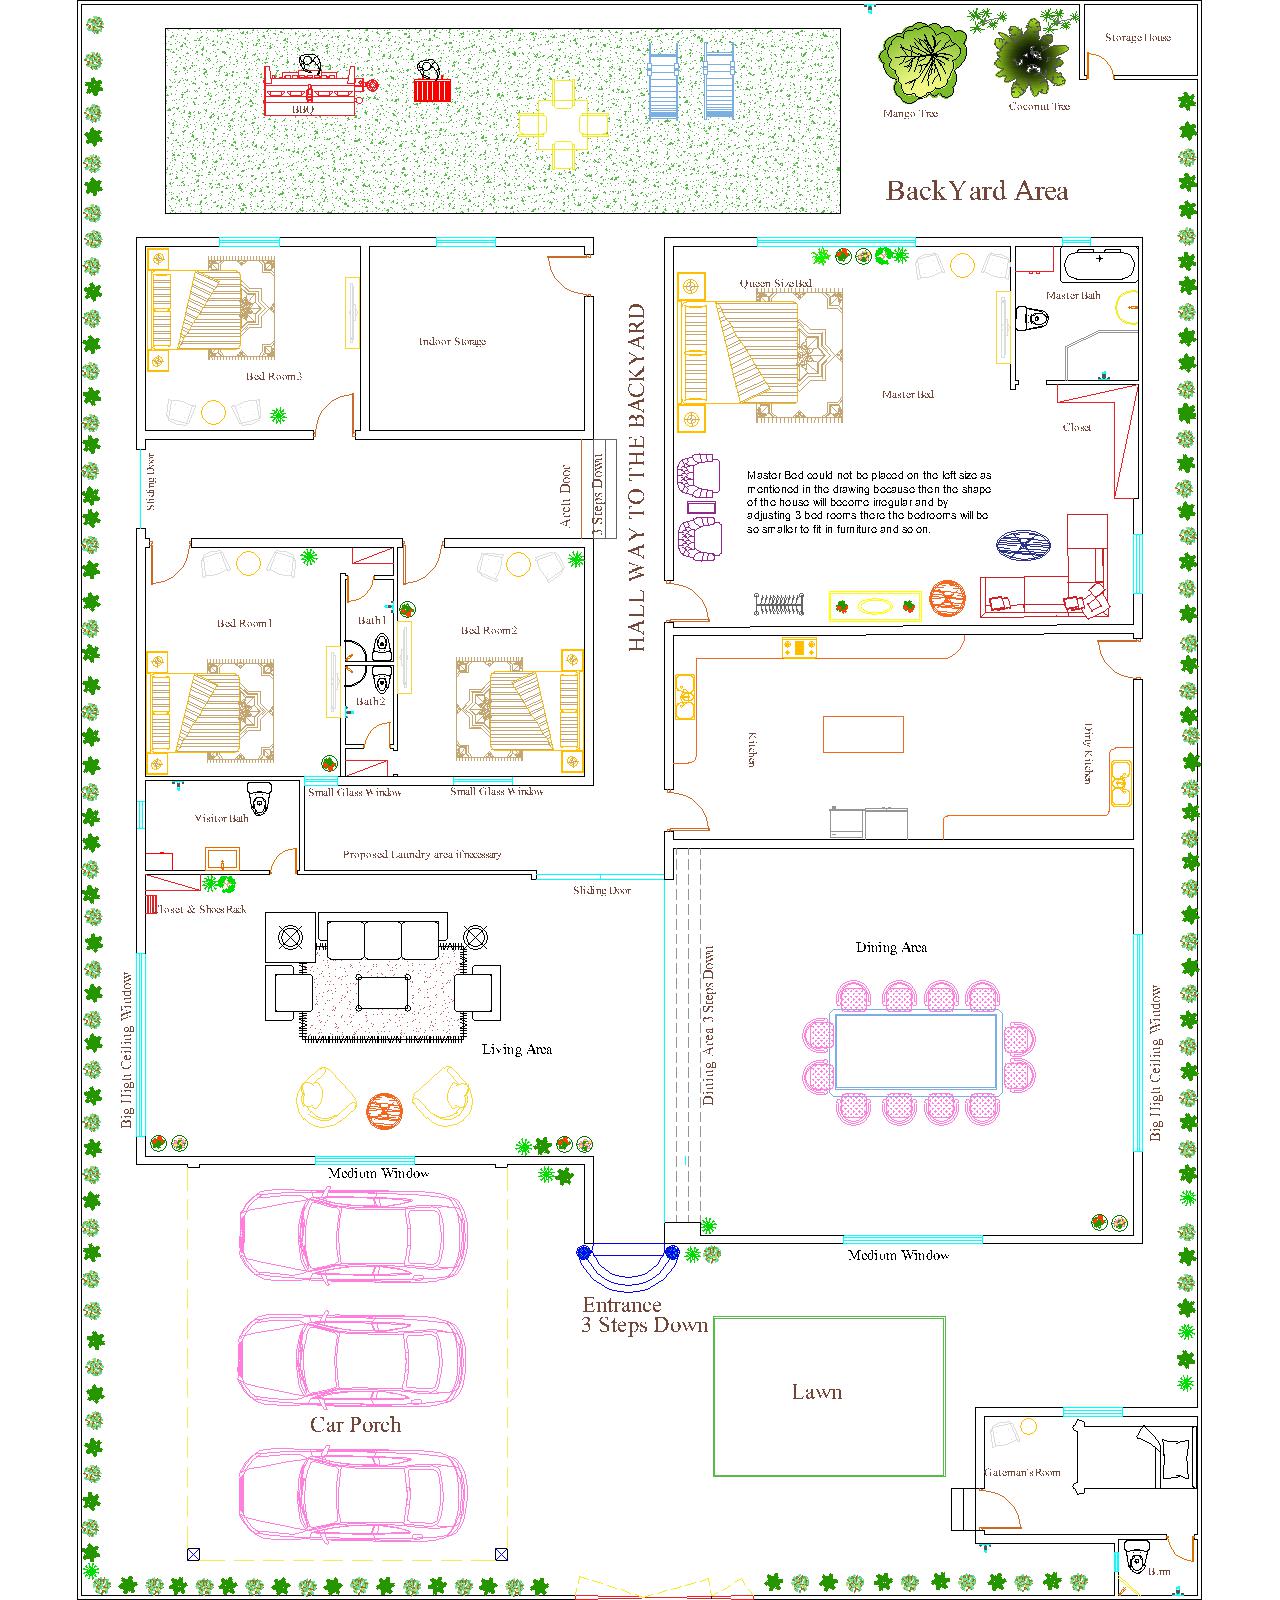 Storage House
BBQ
Mango Tree
Coconut Tree
BackYard Area
Queen Size Bed
Master Bath
Indoor Storage
Bed Room3
Master Bed
Closet
HALL WAY TO THE BACKYARD
Sliding Door
Arch Door
3 Steps Down
Master Bed could not be placed on the left size as
mentioned in the drawing because then the shape
of the house will become irregular and by
adjusting 3 bed rooms there the bedrooms will be
so smaller to fit in furniture and so on.
Bed Room1
Bath1
Bed Room2
Bath2
Kitchen
Dirty Kitchen
Small Glass Window
Small Glass Window
Visitor Bath
Proposed Laundry area if necessary
Sliding Door
Closet & Shoes Rack
Dining Area
Big High Ceiling Window
Dining Area 3 Steps Down
Big High Ceiling Window
Living Area
Medium Window
Medium Window
Entrance
3 Steps Down
Lawn
Car Porch
Gateman's Room
B.rm